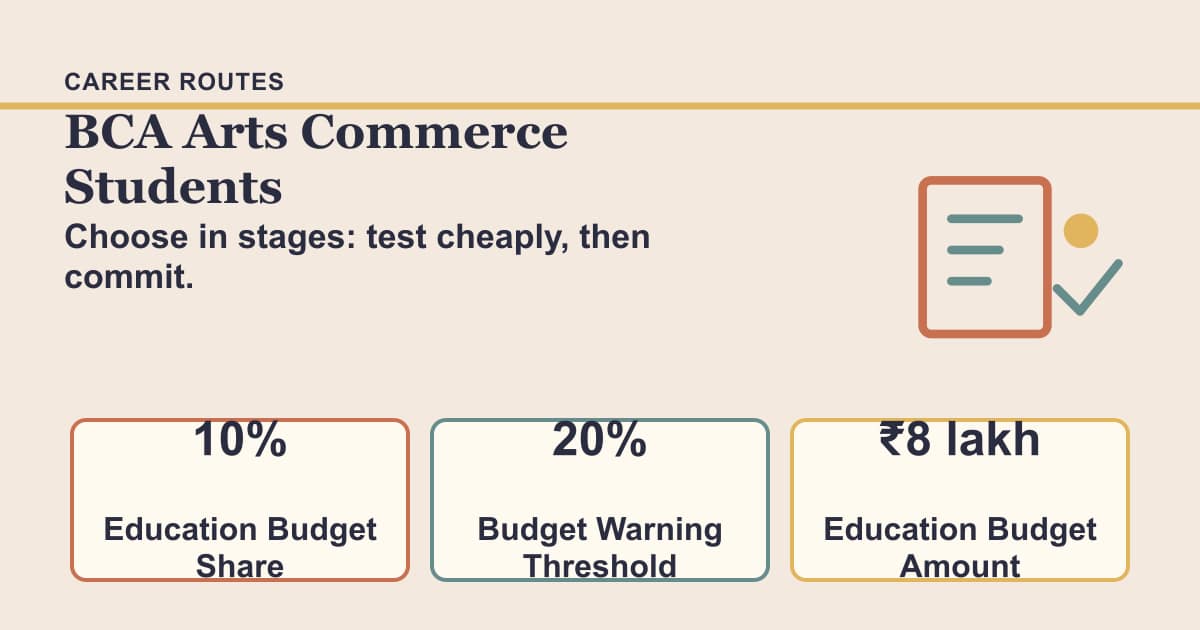 CAREER ROUTES
BCA Arts Commerce
Students
Choose in stages: test cheaply, then
commit.
10%
Education Budget
Share
20%
Budget Warning
Threshold
₹8 lakh
Education Budget
Amount